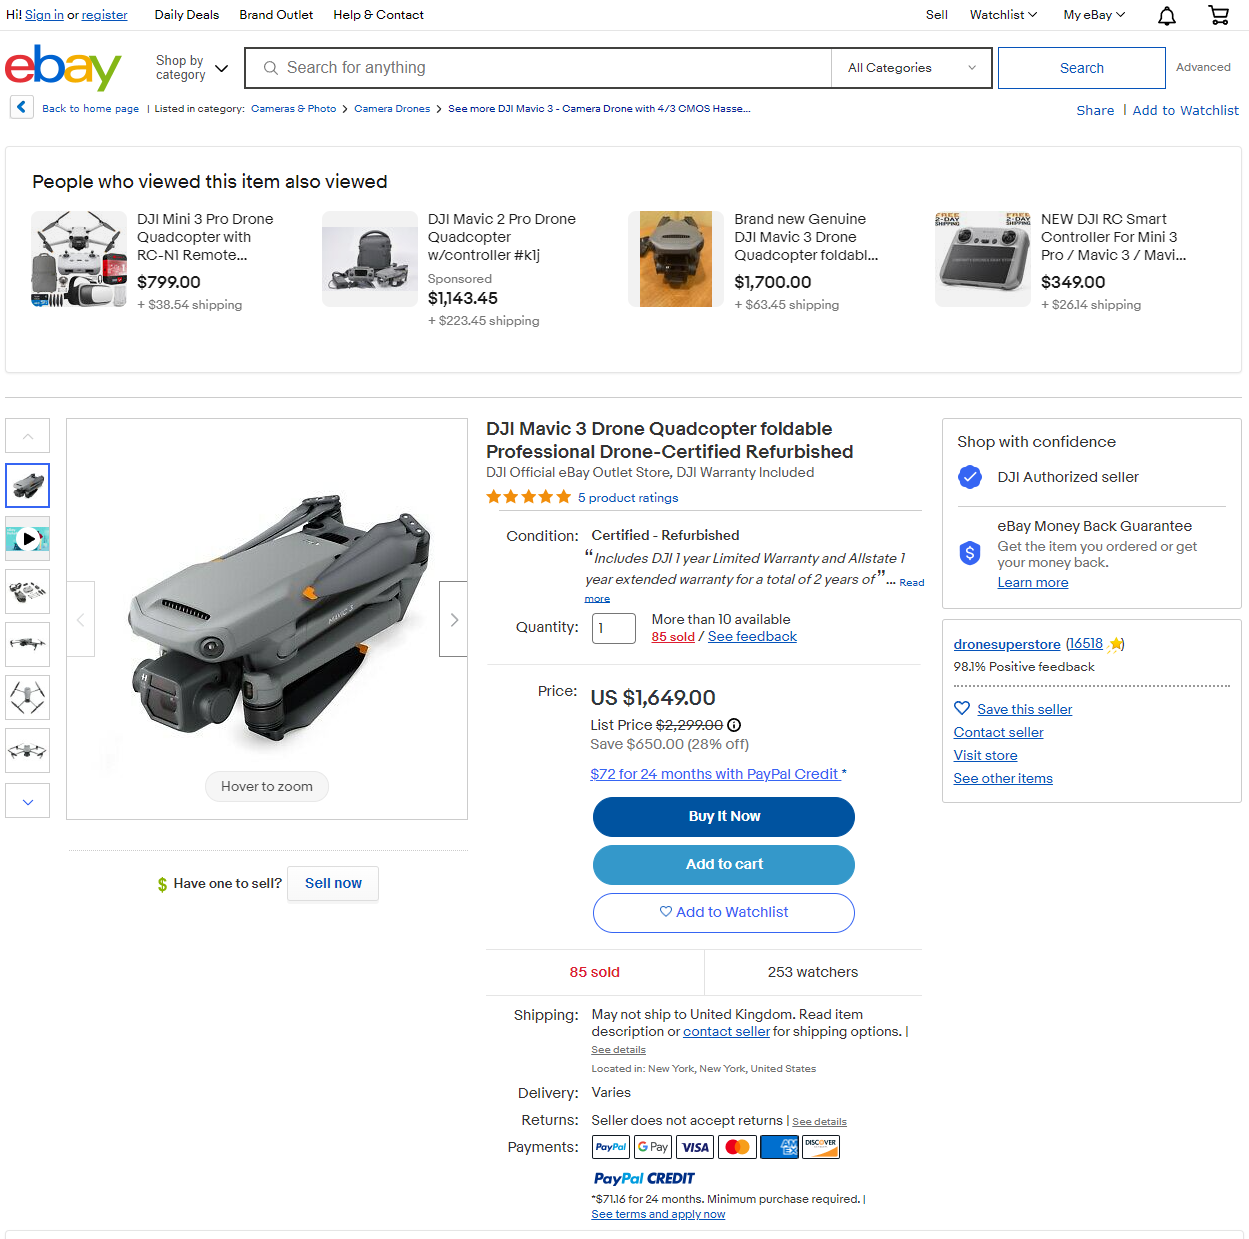 Hi! Sign in or register Daily Deals Brand Outlet Help & Contact Sell Watchlist My eBay
ebay Shop by category Search for anything All Categories Search Advanced
Back to home page | Listed in category: Cameras & Photo > Camera Drones > See more DJI Mavic 3 - Camera Drone with 4/3 CMOS Hasse...
Share | Add to Watchlist
People who viewed this item also viewed
DJI Mini 3 Pro Drone
Quadcopter with
RC-N1 Remote...
$799.00
+ $38.54 shipping
DJI Mavic 2 Pro Drone
Quadcopter
w/controller #k1j
Sponsored
$1,143.45
+ $223.45 shipping
Brand new Genuine
DJI Mavic 3 Drone
Quadcopter foldabl...
$1,700.00
+ $63.45 shipping
FREE 2-DAY SHIPPING
FREE 2-DAY SHIPPING
NEW DJI RC Smart
Controller For Mini 3
Pro / Mavic 3 / Mavi...
$349.00
+ $26.14 shipping
MAVIC 3
H
Hover to zoom
$ Have one to sell? Sell now
DJI Mavic 3 Drone Quadcopter foldable
Professional Drone-Certified Refurbished
DJI Official eBay Outlet Store, DJI Warranty Included
5 product ratings
Condition: Certified - Refurbished
“Includes DJI 1 year Limited Warranty and Allstate 1
year extended warranty for a total of 2 years of”... Read
more
Quantity: 1 More than 10 available
85 sold / See feedback
Price: US $1,649.00
List Price $2,299.00
Save $650.00 (28% off)
$72 for 24 months with PayPal Credit *
Buy It Now
Add to cart
Add to Watchlist
85 sold 253 watchers
Shipping: May not ship to United Kingdom. Read item
description or contact seller for shipping options. |
See details
Located in: New York, New York, United States
Delivery: Varies
Returns: Seller does not accept returns | See details
Payments: PayPal G Pay VISA AMEX DISCOVER
PayPal CREDIT
*$71.16 for 24 months. Minimum purchase required. |
See terms and apply now
Shop with confidence
DJI Authorized seller
eBay Money Back Guarantee
Get the item you ordered or get
your money back.
Learn more
dronesuperstore (16518)
98.1% Positive feedback
Save this seller
Contact seller
Visit store
See other items